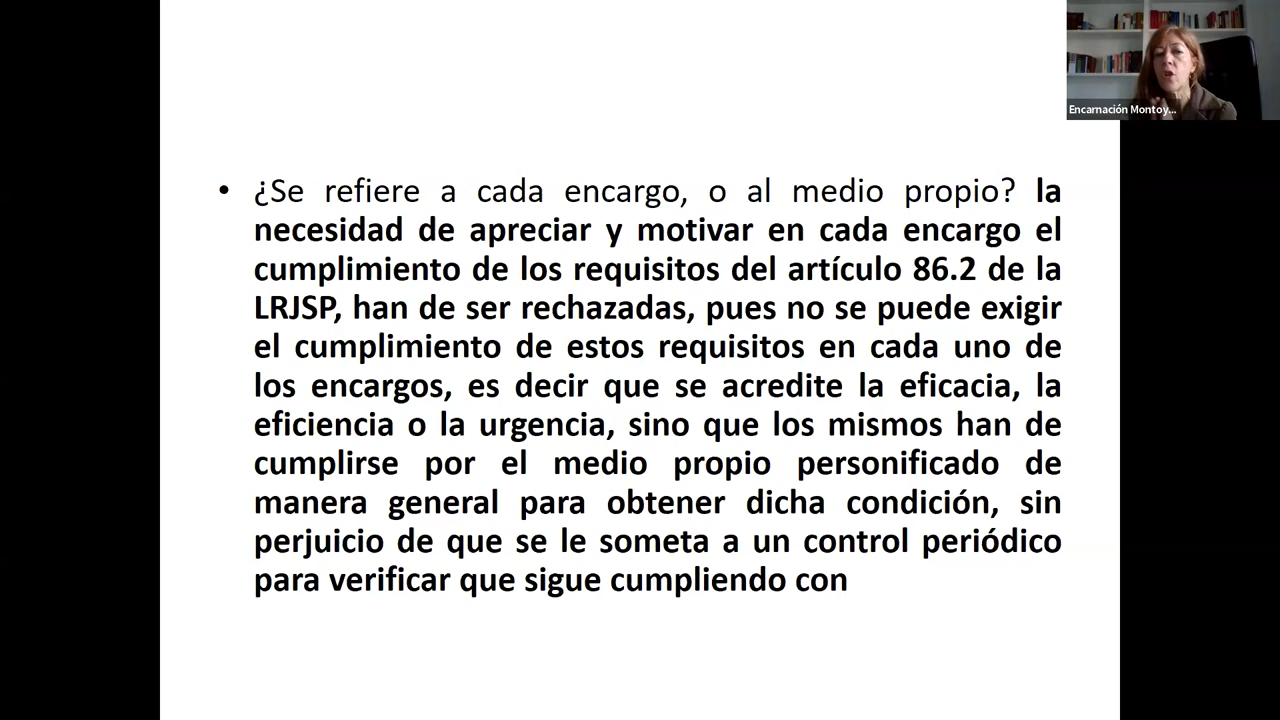 Encarnación Montoy...
• ¿Se refiere a cada encargo, o al medio propio? la
necesidad de apreciar y motivar en cada encargo el
cumplimiento de los requisitos del artículo 86.2 de la
LRJSP, han de ser rechazadas, pues no se puede exigir
el cumplimiento de estos requisitos en cada uno de
los encargos, es decir que se acredite la eficacia, la
eficiencia o la urgencia, sino que los mismos han de
cumplirse por el medio propio personificado de
manera general para obtener dicha condición, sin
perjuicio de que se le someta a un control periódico
para verificar que sigue cumpliendo con